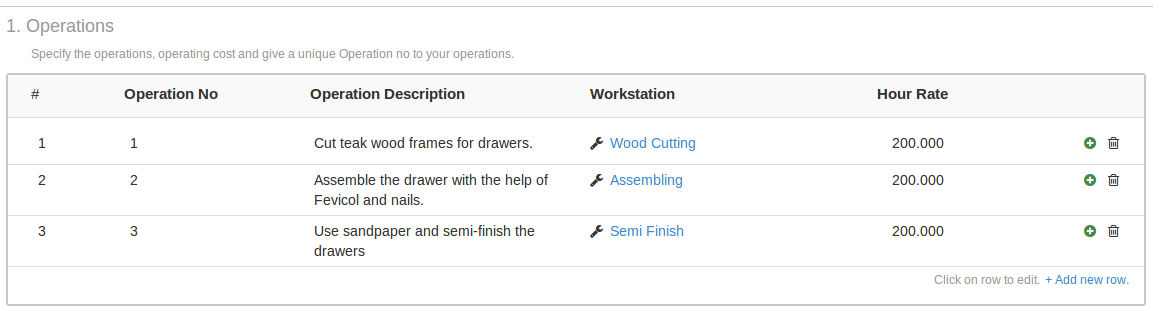 1. Operations
Specify the operations, operating cost and give a unique Operation no to your operations.
# Operation No Operation Description Workstation Hour Rate
1 1 Cut teak wood frames for drawers. Wood Cutting 200.000
2 2 Assemble the drawer with the help of Assembling 200.000
Fevicol and nails.
3 3 Use sandpaper and semi-finish the Semi Finish 200.000
drawers
Click on row to edit. + Add new row.